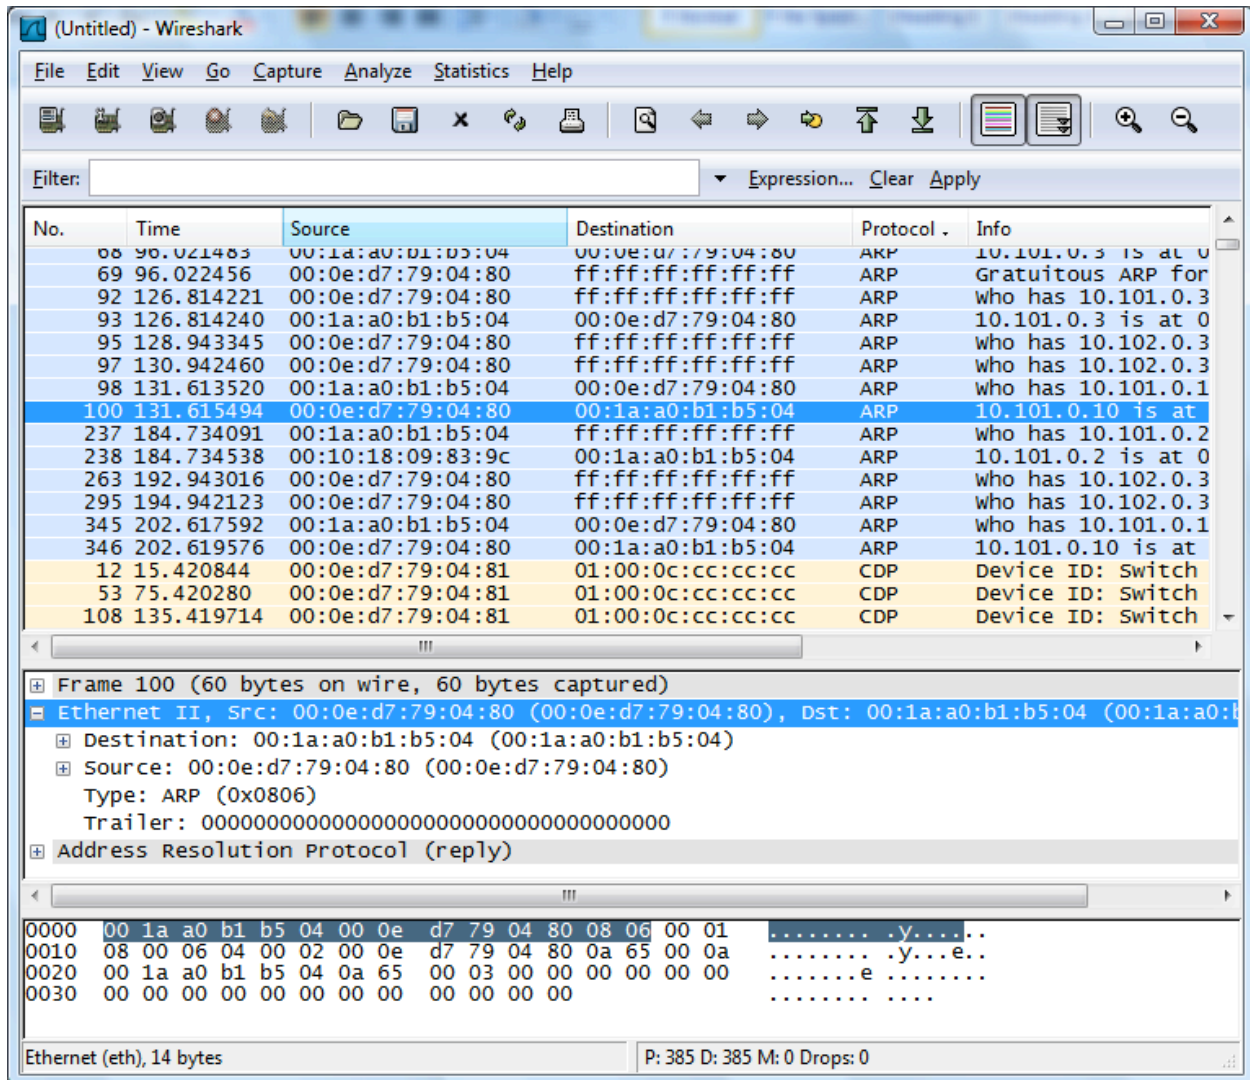 (Untitled) - Wireshark
File Edit View Go Capture Analyze Statistics Help
Filter: Expression... Clear Apply
No. Time Source Destination Protocol Info
68 96.021483 00:1a:a0:b1:b5:04 00:0e:d7:79:04:80 ARP 10.101.0.3 is at 0
69 96.022456 00:0e:d7:79:04:80 ff:ff:ff:ff:ff:ff ARP Gratuitous ARP for
92 126.814221 00:0e:d7:79:04:80 ff:ff:ff:ff:ff:ff ARP Who has 10.101.0.3
93 126.814240 00:1a:a0:b1:b5:04 00:0e:d7:79:04:80 ARP 10.101.0.3 is at 0
95 128.943345 00:0e:d7:79:04:80 ff:ff:ff:ff:ff:ff ARP Who has 10.102.0.3
97 130.942460 00:0e:d7:79:04:80 ff:ff:ff:ff:ff:ff ARP Who has 10.102.0.3
98 131.613520 00:1a:a0:b1:b5:04 00:0e:d7:79:04:80 ARP Who has 10.101.0.1
100 131.615494 00:0e:d7:79:04:80 00:1a:a0:b1:b5:04 ARP 10.101.0.10 is at
237 184.734091 00:1a:a0:b1:b5:04 ff:ff:ff:ff:ff:ff ARP Who has 10.101.0.2
238 184.734538 00:10:18:09:83:9c 00:1a:a0:b1:b5:04 ARP 10.101.0.2 is at 0
263 192.943016 00:0e:d7:79:04:80 ff:ff:ff:ff:ff:ff ARP Who has 10.102.0.3
295 194.942123 00:0e:d7:79:04:80 ff:ff:ff:ff:ff:ff ARP Who has 10.102.0.3
345 202.617592 00:1a:a0:b1:b5:04 00:0e:d7:79:04:80 ARP Who has 10.101.0.1
346 202.619576 00:0e:d7:79:04:80 00:1a:a0:b1:b5:04 ARP 10.101.0.10 is at
12 15.420844 00:0e:d7:79:04:81 01:00:0c:cc:cc:cc CDP Device ID: Switch
53 75.420280 00:0e:d7:79:04:81 01:00:0c:cc:cc:cc CDP Device ID: Switch
108 135.419714 00:0e:d7:79:04:81 01:00:0c:cc:cc:cc CDP Device ID: Switch
Frame 100 (60 bytes on wire, 60 bytes captured)
Ethernet II, Src: 00:0e:d7:79:04:80 (00:0e:d7:79:04:80), Dst: 00:1a:a0:b1:b5:04 (00:1a:a0:b
Destination: 00:1a:a0:b1:b5:04 (00:1a:a0:b1:b5:04)
Source: 00:0e:d7:79:04:80 (00:0e:d7:79:04:80)
Type: ARP (0x0806)
Trailer: 000000000000000000000000000000000000
Address Resolution Protocol (reply)
0000 00 1a a0 b1 b5 04 00 0e d7 79 04 80 08 06 00 01 ........ .y......
0010 08 00 06 04 00 02 00 0e d7 79 04 80 0a 65 00 0a ........ .y...e..
0020 00 1a a0 b1 b5 04 0a 65 00 03 00 00 00 00 00 00 .......e ........
0030 00 00 00 00 00 00 00 00 00 00 00 00 ........ ....
Ethernet (eth), 14 bytes P: 385 D: 385 M: 0 Drops: 0